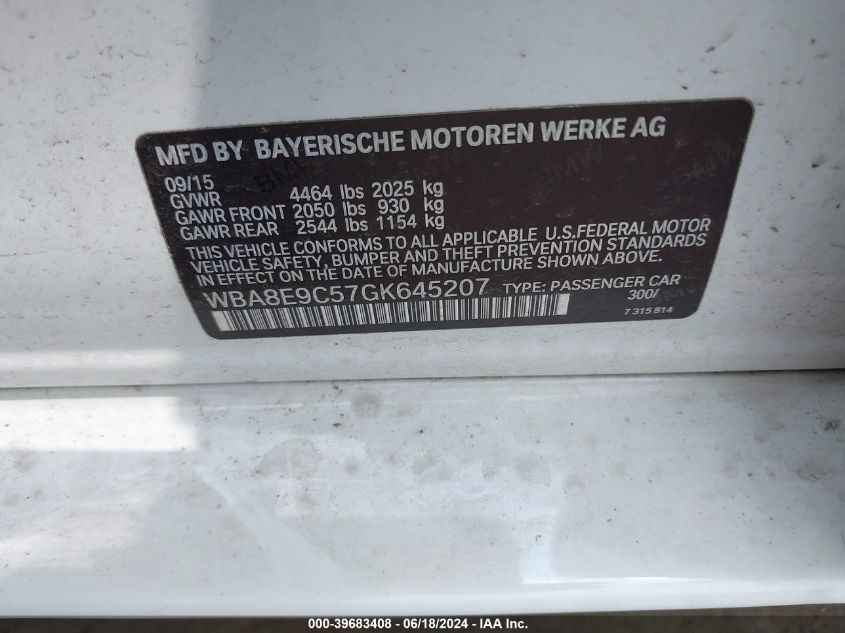 MFD BY BAYERISCHE MOTOREN WERKE AG
09/15
GVWR 4464 lbs 2025 kg
GAWR FRONT 2050 lbs 930 kg
GAWR REAR 2544 lbs 1154 kg
THIS VEHICLE CONFORMS TO ALL APPLICABLE U.S.FEDERAL MOTOR
VEHICLE SAFETY, BUMPER AND THEFT PREVENTION STANDARDS
IN EFFECT ON THE DATE OF MANUFACTURE SHOWN ABOVE.
WBA8E9C57GK645207 TYPE: PASSENGER CAR
300/
7 315 814
000-39683408 - 06/18/2024 - IAA Inc.